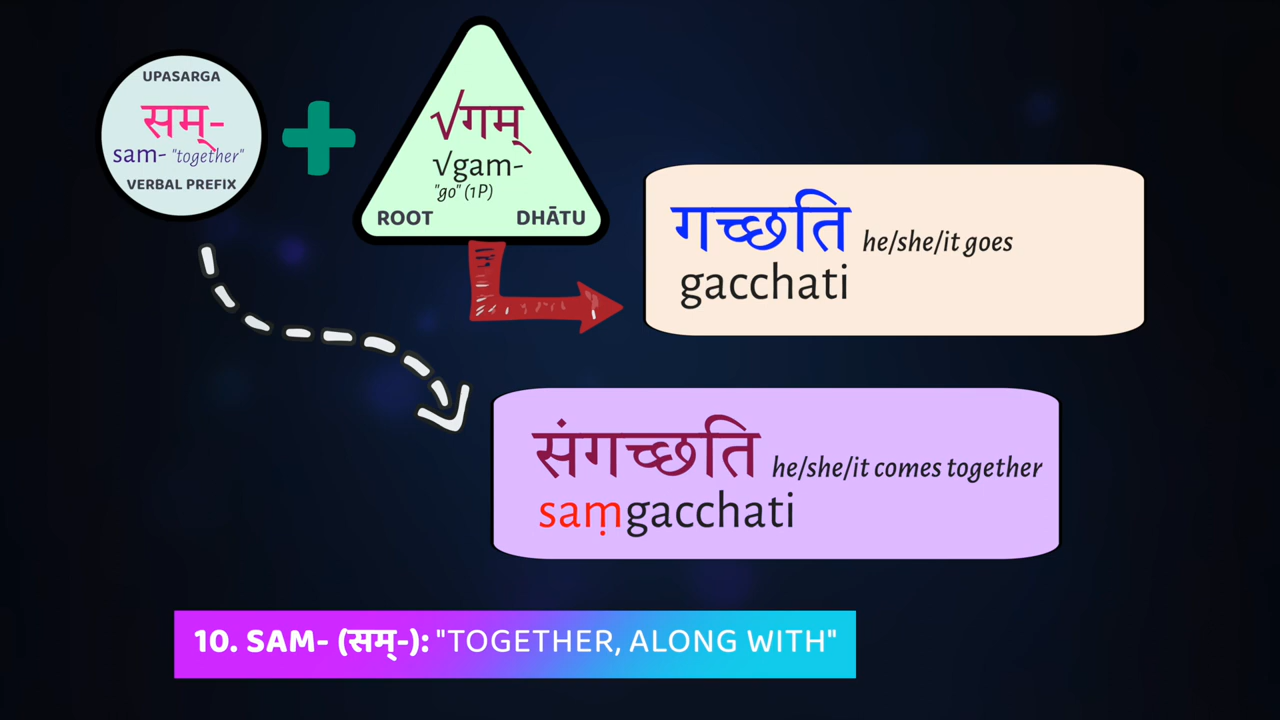 UPASARGA
सम्-
sam- "together"
VERBAL PREFIX
√गम्
√gam-
"go" (1P)
ROOT DHĀTU
गच्छति he/she/it goes
gacchati
संगच्छति he/she/it comes together
saṃgacchati
10. SAM- (सम्-): "TOGETHER, ALONG WITH"